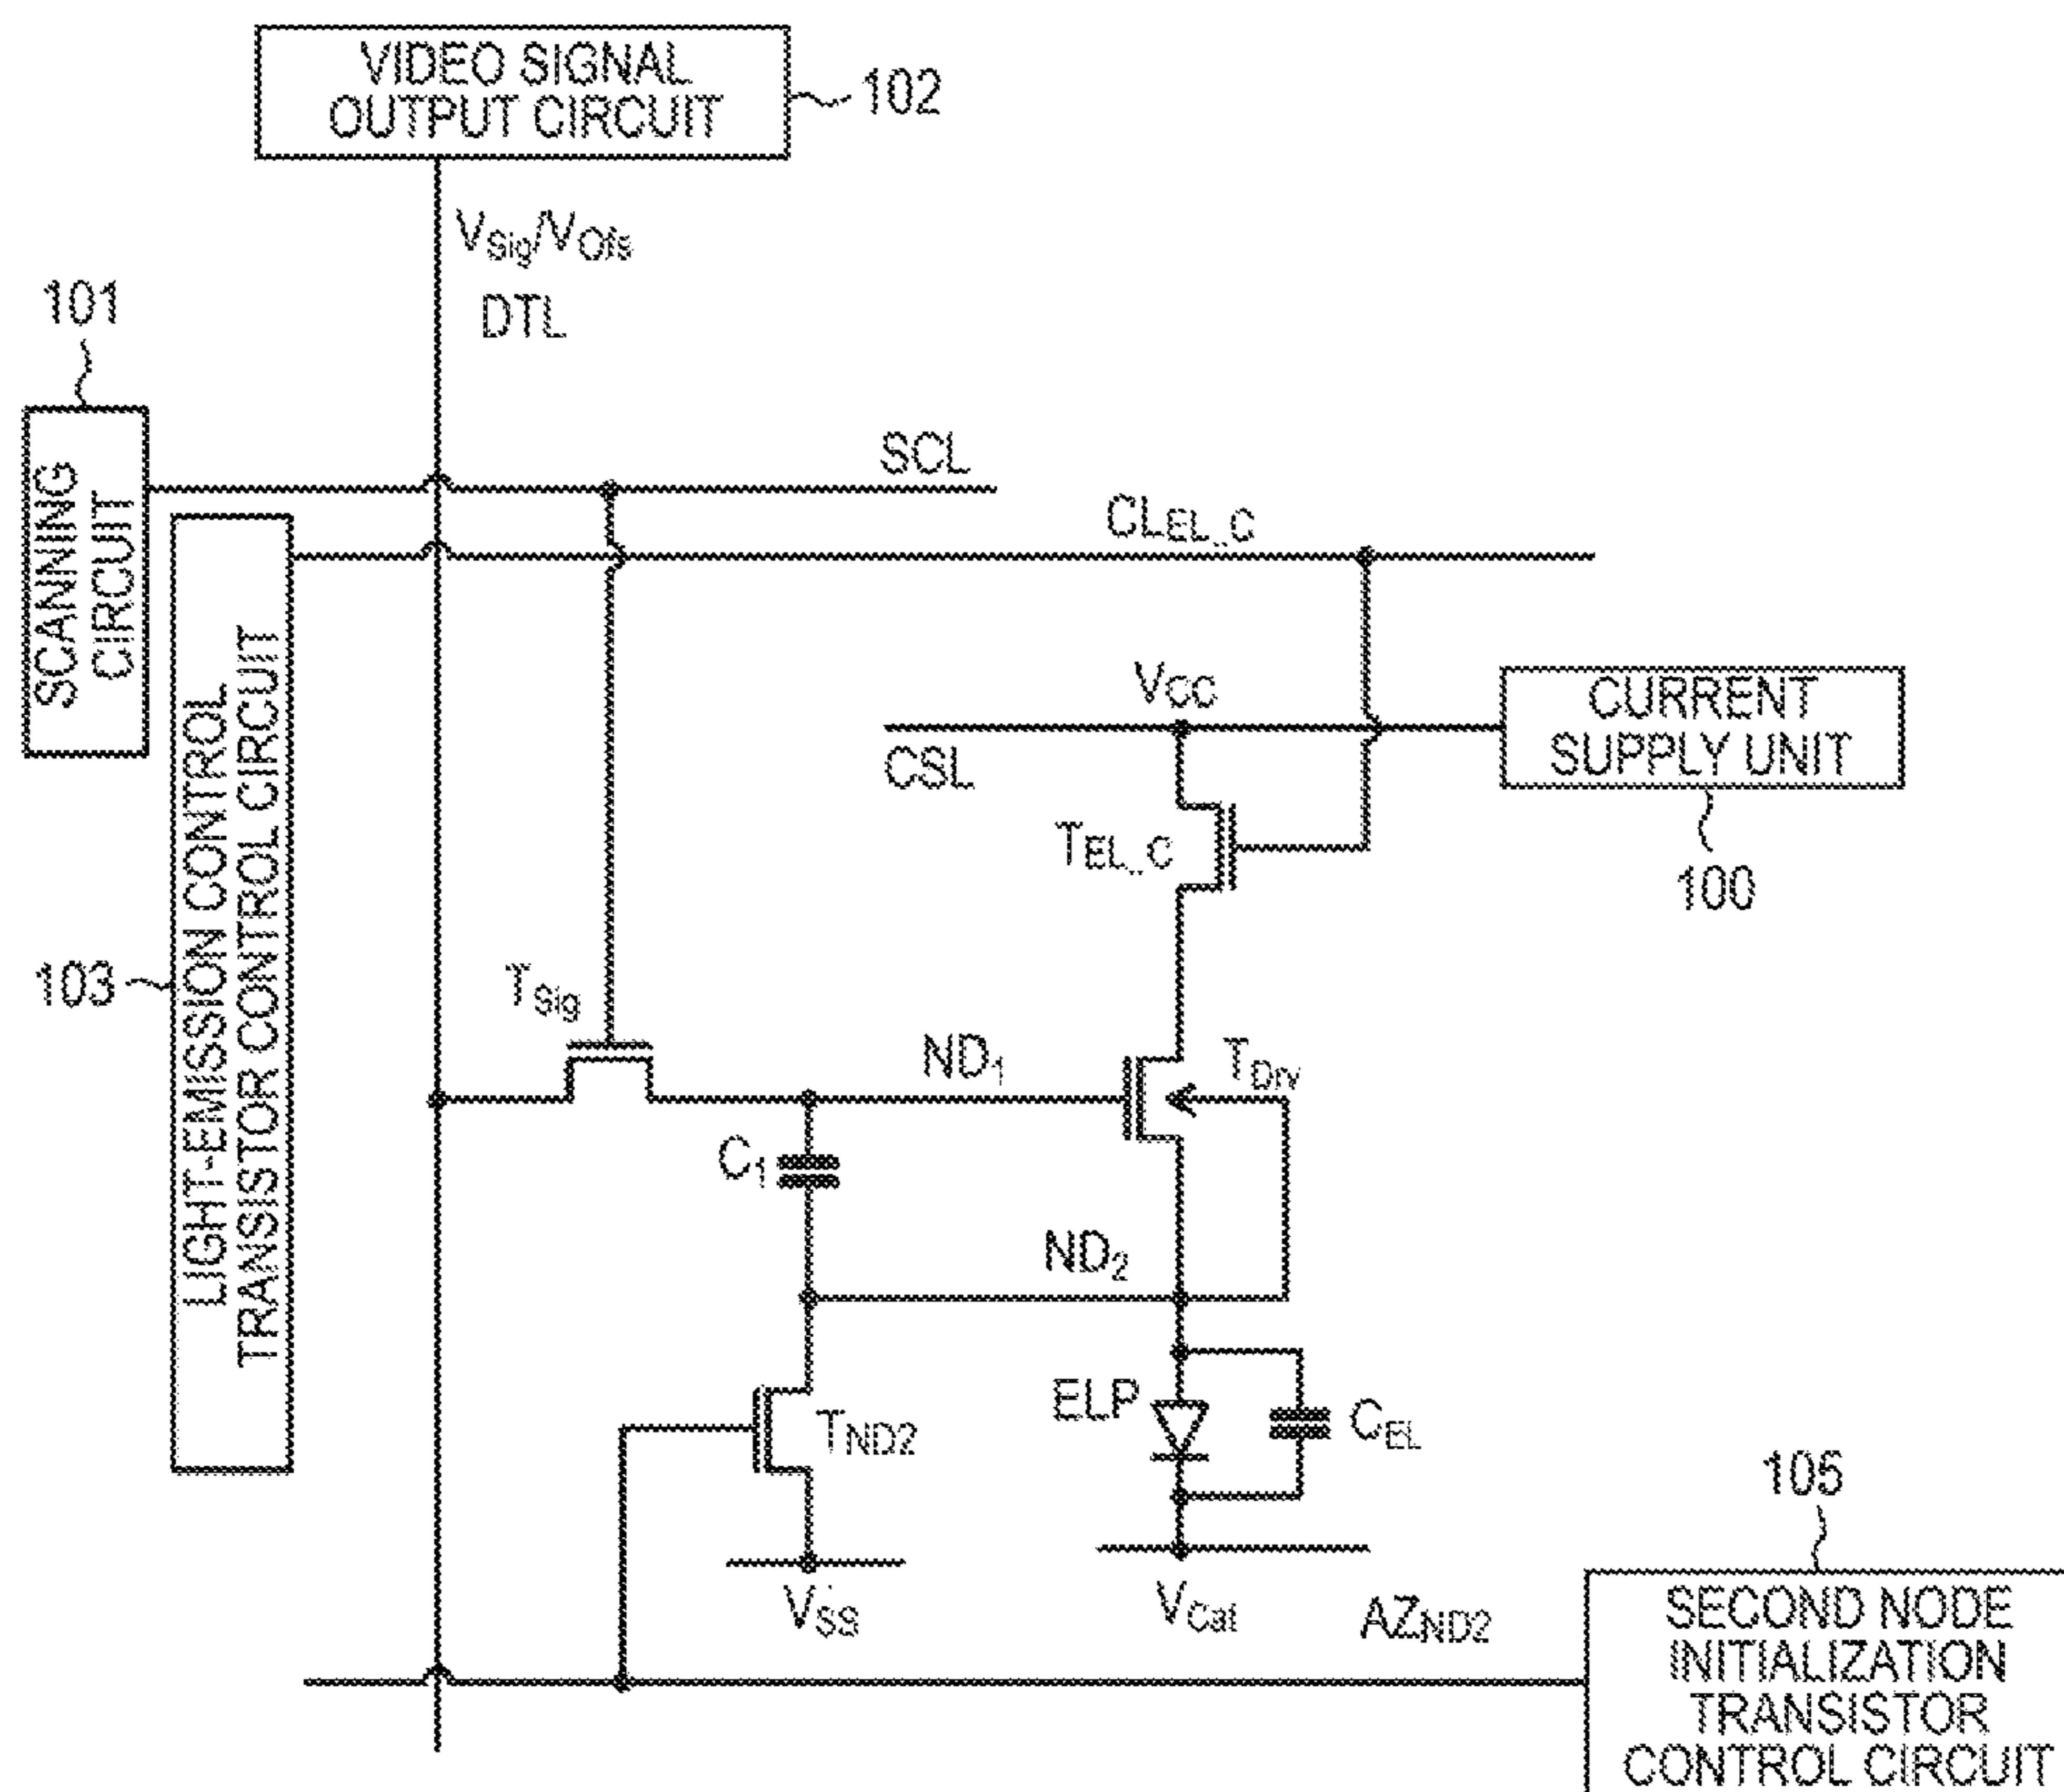 VIDEO SIGNAL
OUTPUT CIRCUIT
102
VSig/VOfs
DTL
101
SCANNING
CIRCUIT
SCL
CLEL_C
LIGHT-EMISSION CONTROL
TRANSISTOR CONTROL CIRCUIT
103
VCC
CSL
CURRENT
SUPPLY UNIT
100
TEL_C
TSig
ND1
TDrv
C1
ND2
ELP
CEL
TND2
VSS
VCat
AZND2
105
SECOND NODE
INITIALIZATION
TRANSISTOR
CONTROL CIRCUIT